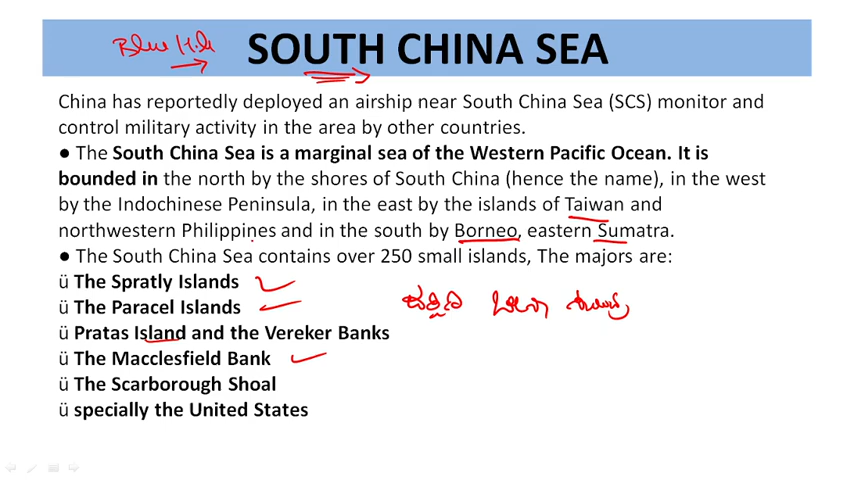 Blue Hole
SOUTH CHINA SEA
China has reportedly deployed an airship near South China Sea (SCS) monitor and
control military activity in the area by other countries.
● The South China Sea is a marginal sea of the Western Pacific Ocean. It is
bounded in the north by the shores of South China (hence the name), in the west
by the Indochinese Peninsula, in the east by the islands of Taiwan and
northwestern Philippines and in the south by Borneo, eastern Sumatra.
● The South China Sea contains over 250 small islands, The majors are:
ü The Spratly Islands
ü The Paracel Islands
ü Pratas Island and the Vereker Banks
ü The Macclesfield Bank
ü The Scarborough Shoal
ü specially the United States